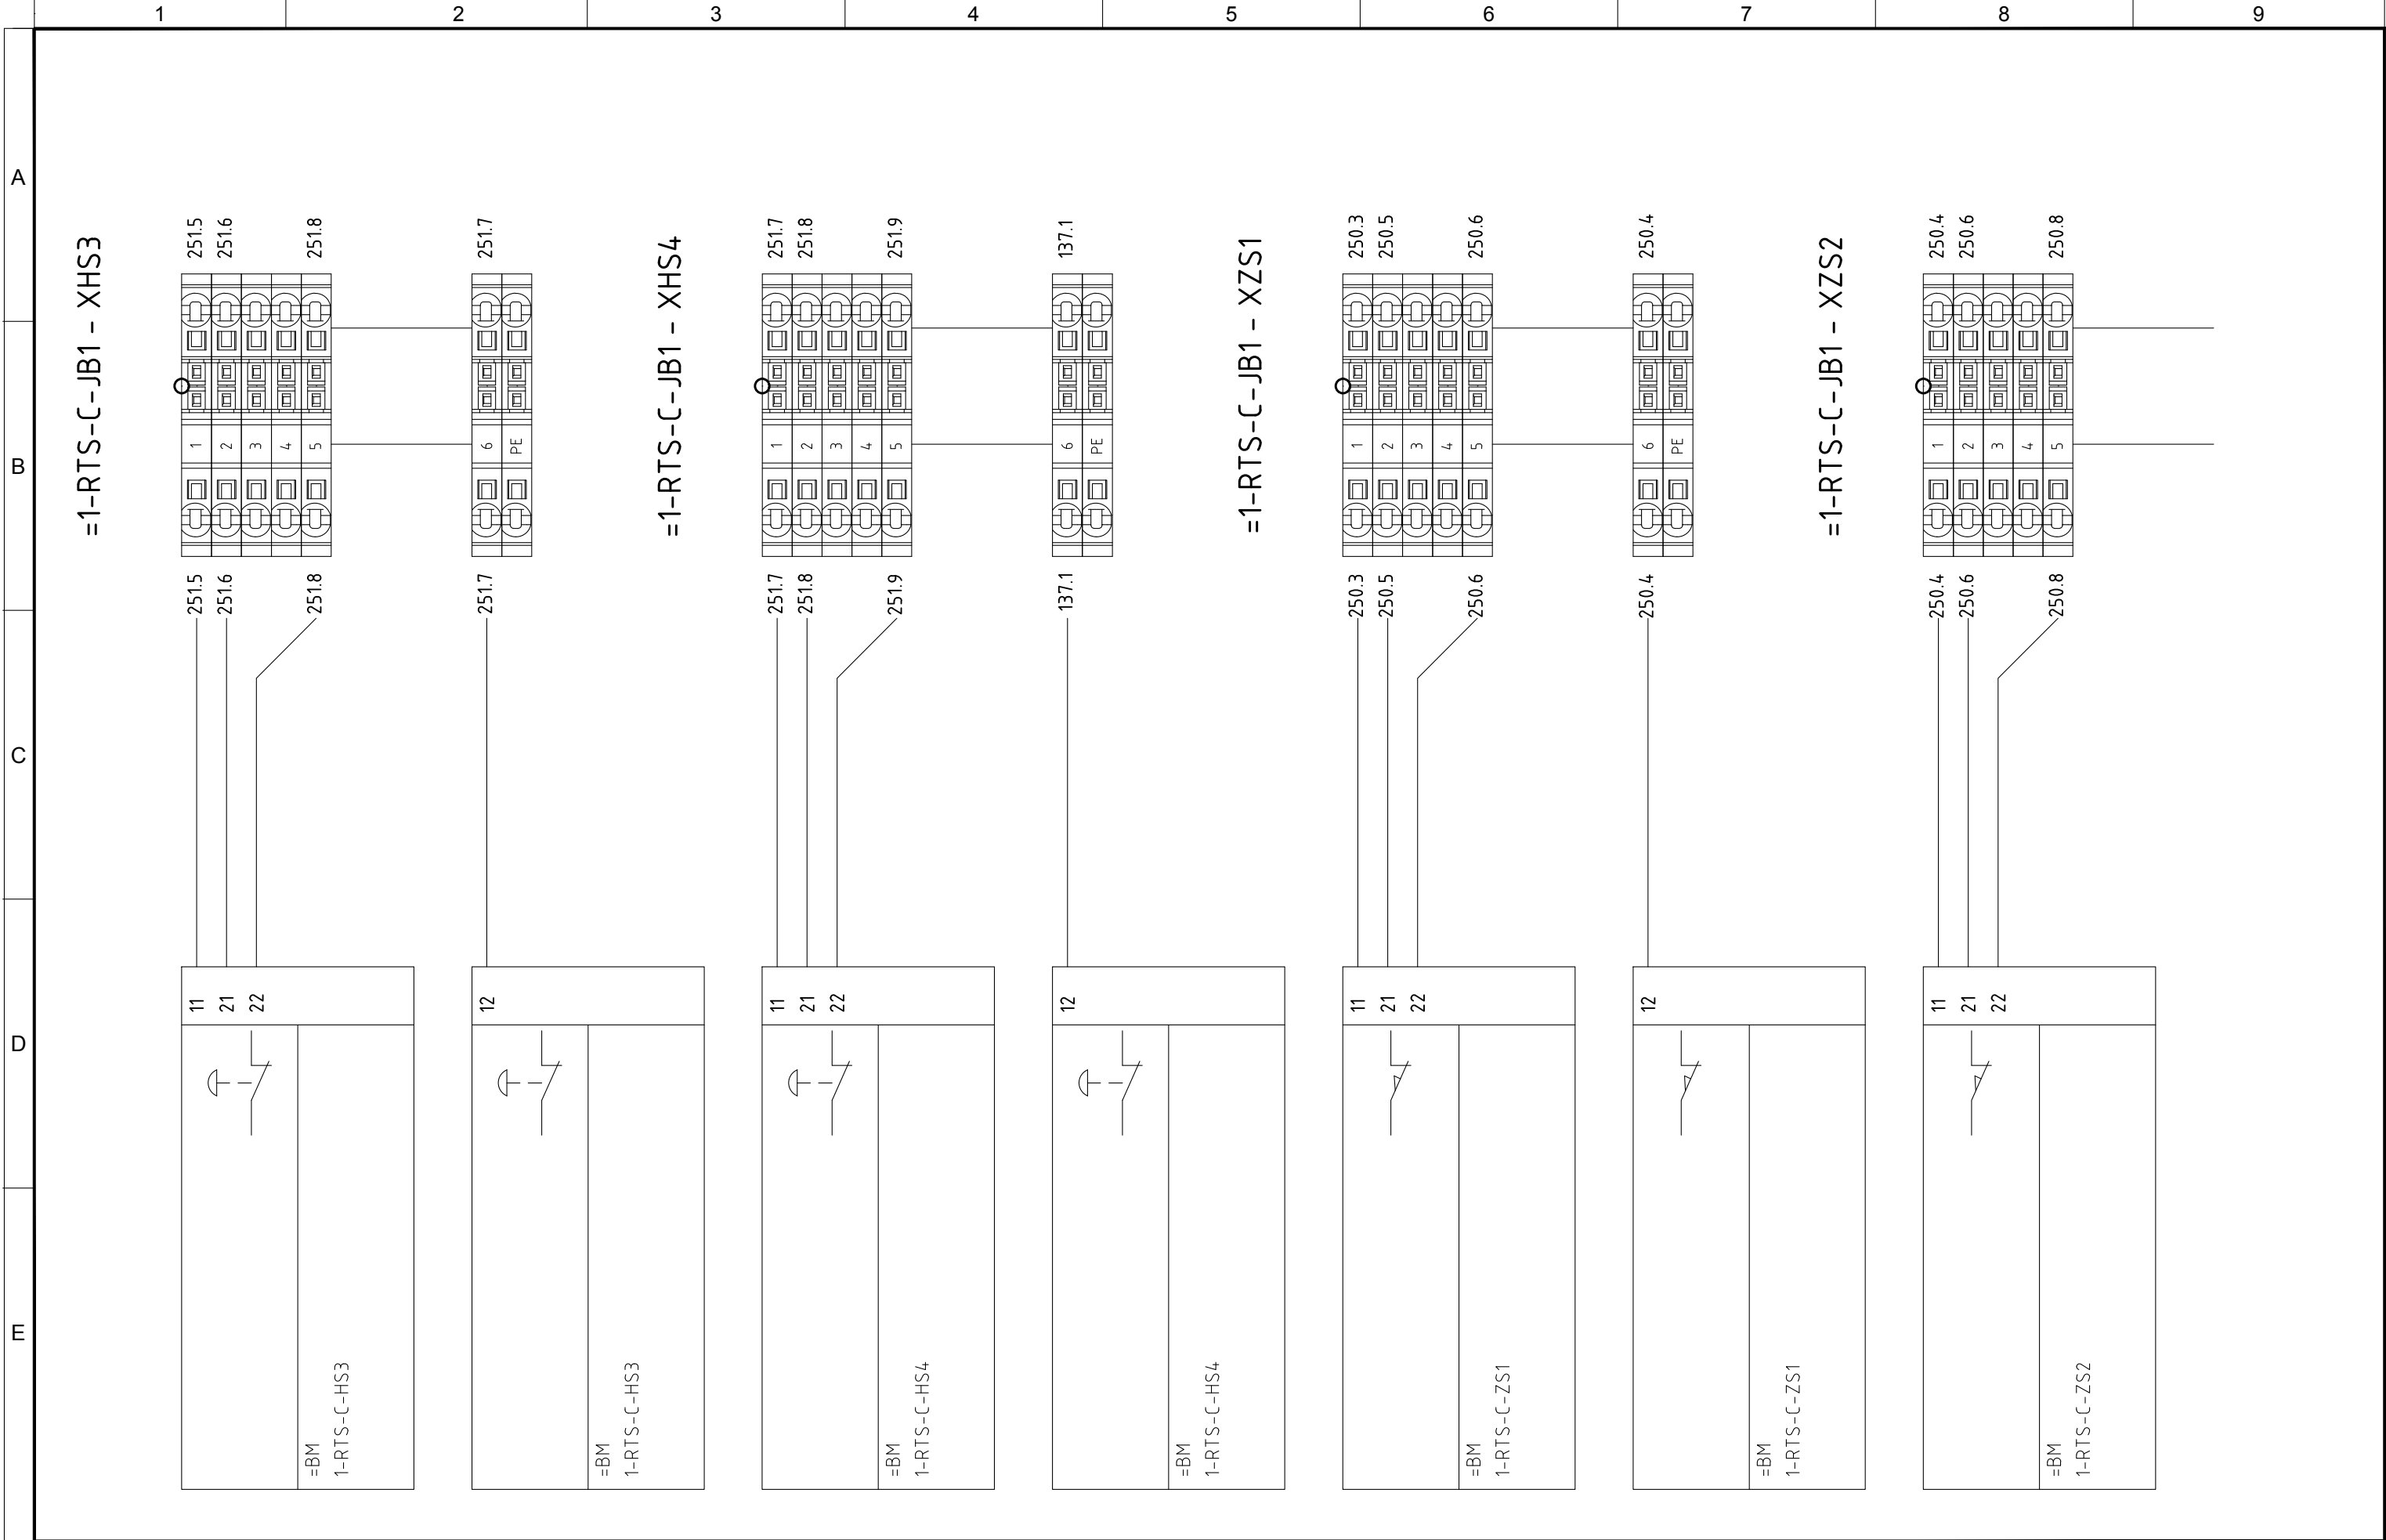 1 2 3 4 5 6 7 8 9
A
B
C
D
E
=1-RTS-C-JB1 - XHS3
251.5 251.6 251.8 251.7
1 2 3 4 5 6 PE
251.5 251.6 251.8 251.7
=1-RTS-C-JB1 - XHS4
251.7 251.8 251.9 137.1
1 2 3 4 5 6 PE
251.7 251.8 251.9 137.1
=1-RTS-C-JB1 - XZS1
250.3 250.5 250.6 250.4
1 2 3 4 5 6 PE
250.3 250.5 250.6 250.4
=1-RTS-C-JB1 - XZS2
250.4 250.6 250.8
1 2 3 4 5
250.4 250.6 250.8
11 21 22
=BM
1-RTS-C-HS3
12
=BM
1-RTS-C-HS3
11 21 22
=BM
1-RTS-C-HS4
12
=BM
1-RTS-C-HS4
11 21 22
=BM
1-RTS-C-ZS1
12
=BM
1-RTS-C-ZS1
11 21 22
=BM
1-RTS-C-ZS2